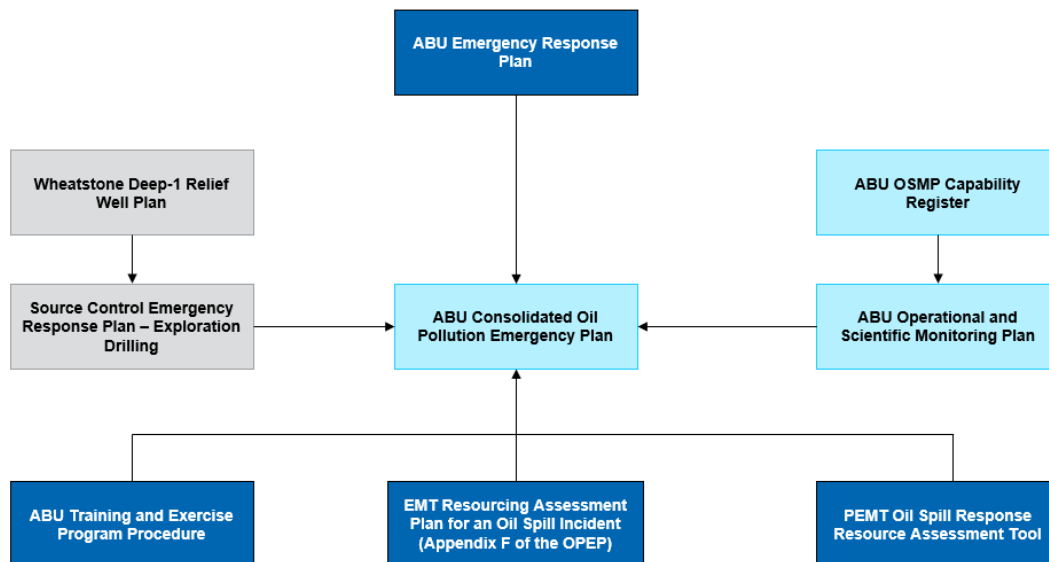 ABU Emergency Response
Plan
Wheatstone Deep-1 Relief
Well Plan
ABU OSMP Capability
Register
Source Control Emergency
Response Plan – Exploration
Drilling
ABU Consolidated Oil
Pollution Emergency Plan
ABU Operational and
Scientific Monitoring Plan
ABU Training and Exercise
Program Procedure
EMT Resourcing Assessment
Plan for an Oil Spill Incident
(Appendix F of the OPEP)
PEMT Oil Spill Response
Resource Assessment Tool